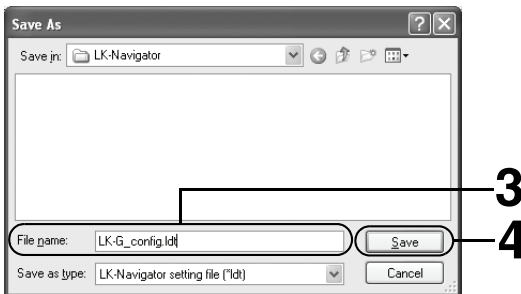 Save As
Save in: LK-Navigator
3
File name: LK-G_config.ldt
Save
4
Save as type: LK-Navigator setting file (*ldt)
Cancel